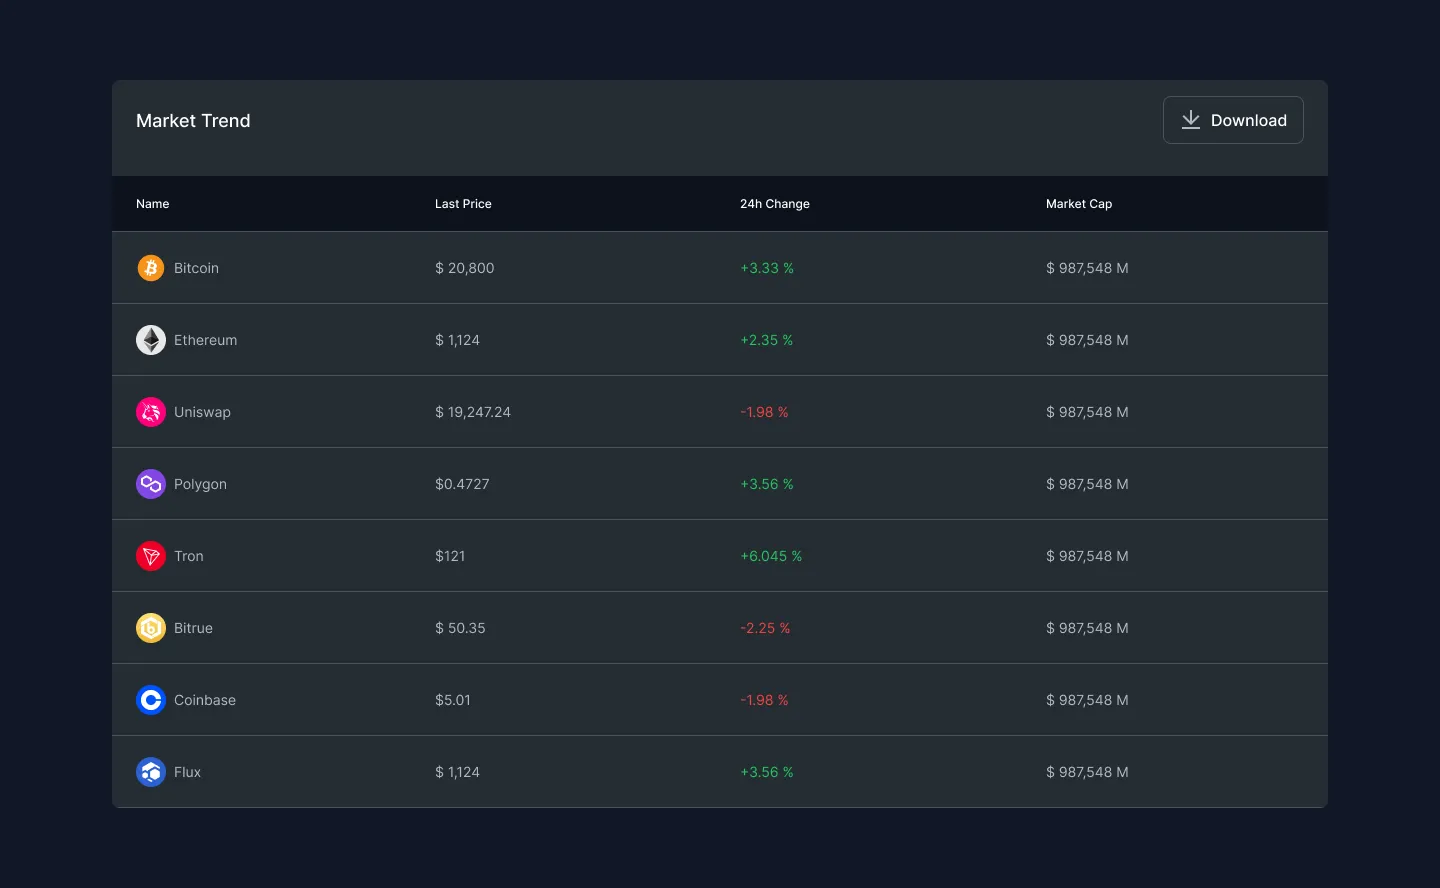 Market Trend
Download
Name Last Price 24h Change Market Cap
Bitcoin $ 20,800 +3.33 % $ 987,548 M
Ethereum $ 1,124 +2.35 % $ 987,548 M
Uniswap $ 19,247.24 -1.98 % $ 987,548 M
Polygon $0.4727 +3.56 % $ 987,548 M
Tron $121 +6.045 % $ 987,548 M
Bitrue $ 50.35 -2.25 % $ 987,548 M
Coinbase $5.01 -1.98 % $ 987,548 M
Flux $ 1,124 +3.56 % $ 987,548 M